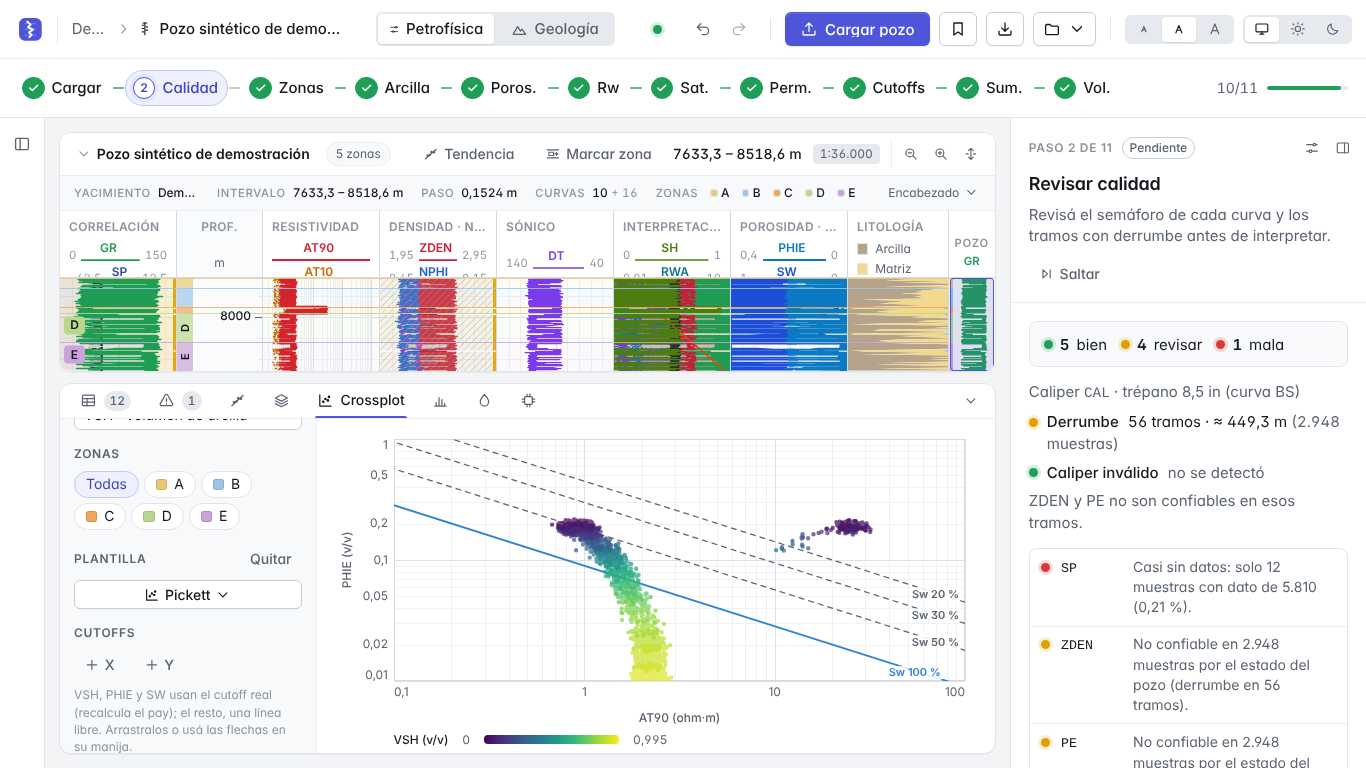 De...
Pozo sintético de demo...
Petrofísica
Geología
Cargar pozo
A A A
Cargar
2 Calidad
Zonas
Arcilla
Poros.
Rw
Sat.
Perm.
Cutoffs
Sum.
Vol.
10/11
Pozo sintético de demostración
5 zonas
Tendencia
Marcar zona
7633,3 – 8518,6 m
1:36.000
YACIMIENTO Dem...
INTERVALO 7633,3 – 8518,6 m
PASO 0,1524 m
CURVAS 10 + 16
ZONAS A B C D E
Encabezado
CORRELACIÓN
0 GR 150
SP
PROF.
m
8000
RESISTIVIDAD
AT90
AT10
DENSIDAD · N...
1,95 ZDEN 2,95
NPHI
SÓNICO
140 DT 40
INTERPRETAC...
0 SH 1
RWA
POROSIDAD · ...
0,4 PHIE 0
SW
LITOLOGÍA
Arcilla
Matriz
POZO
GR
D
E
D
E
12
1
Crossplot
ZONAS
Todas
A
B
C
D
E
PLANTILLA
Quitar
Pickett
CUTOFFS
+ X
+ Y
VSH, PHIE y SW usan el cutoff real
(recalcula el pay); el resto, una línea
libre. Arrastralos o usá las flechas en
su manija.
PHIE (v/v)
1
0,5
0,2
0,1
0,05
0,02
0,01
Sw 20 %
Sw 30 %
Sw 50 %
Sw 100 %
0,1
1
10
100
AT90 (ohm·m)
VSH (v/v) 0 0,995
PASO 2 DE 11
Pendiente
Revisar calidad
Revisá el semáforo de cada curva y los
tramos con derrumbe antes de interpretar.
Saltar
5 bien
4 revisar
1 mala
Caliper CAL · trépano 8,5 in (curva BS)
Derrumbe 56 tramos · ≈ 449,3 m (2.948
muestras)
Caliper inválido no se detectó
ZDEN y PE no son confiables en esos
tramos.
SP
Casi sin datos: solo 12
muestras con dato de 5.810
(0,21 %).
ZDEN
No confiable en 2.948
muestras por el estado del
pozo (derrumbe en 56
tramos).
PE
No confiable en 2.948
muestras por el estado del